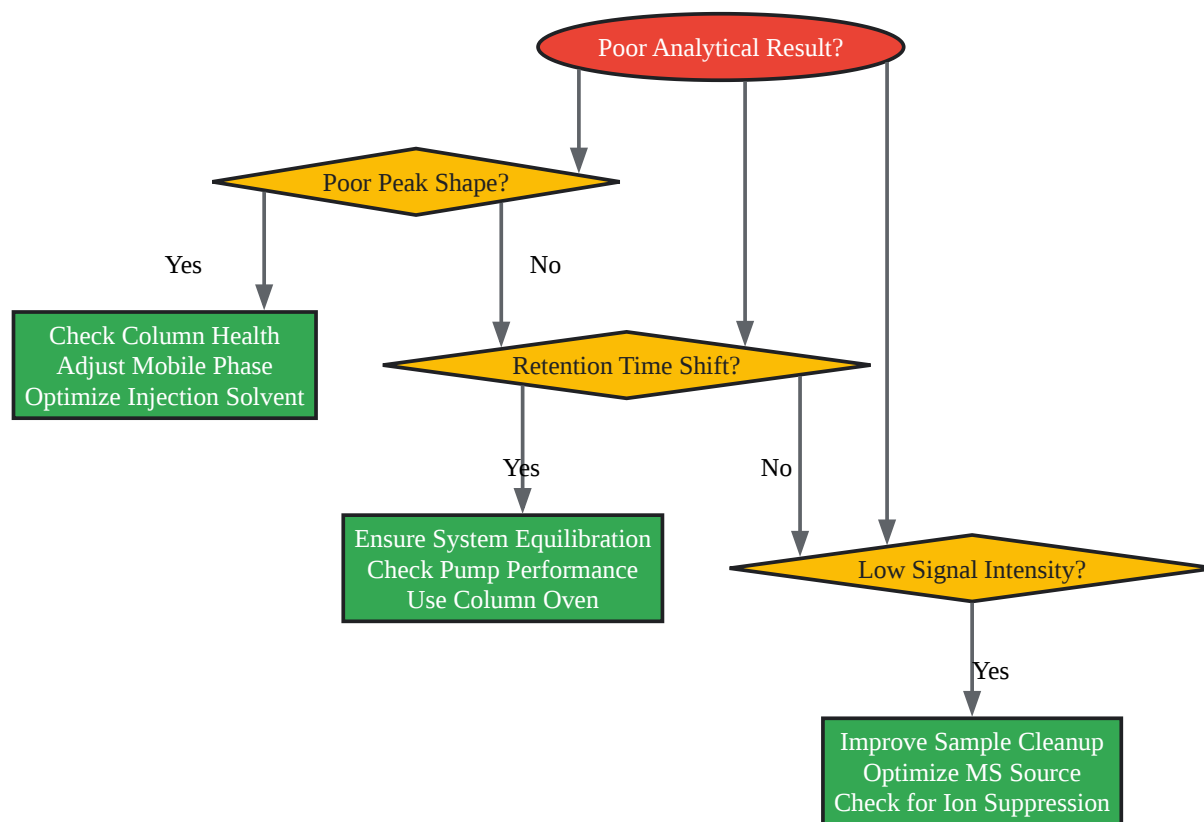 Poor Analytical Result?
Poor Peak Shape?
Yes
No
Check Column Health
Adjust Mobile Phase
Optimize Injection Solvent
Retention Time Shift?
Yes
No
Ensure System Equilibration
Check Pump Performance
Use Column Oven
Low Signal Intensity?
Yes
Improve Sample Cleanup
Optimize MS Source
Check for Ion Suppression